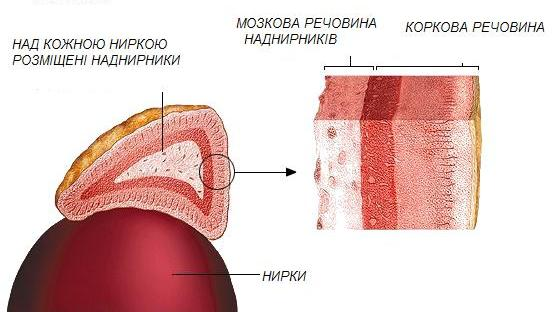 НАД КОЖНОЮ НИРКОЮ
РОЗМІЩЕНІ НАДНИРНИКИ
МОЗКОВА РЕЧОВИНА
НАДНИРНИКІВ
КОРКОВА РЕЧОВИНА
НИРКИ